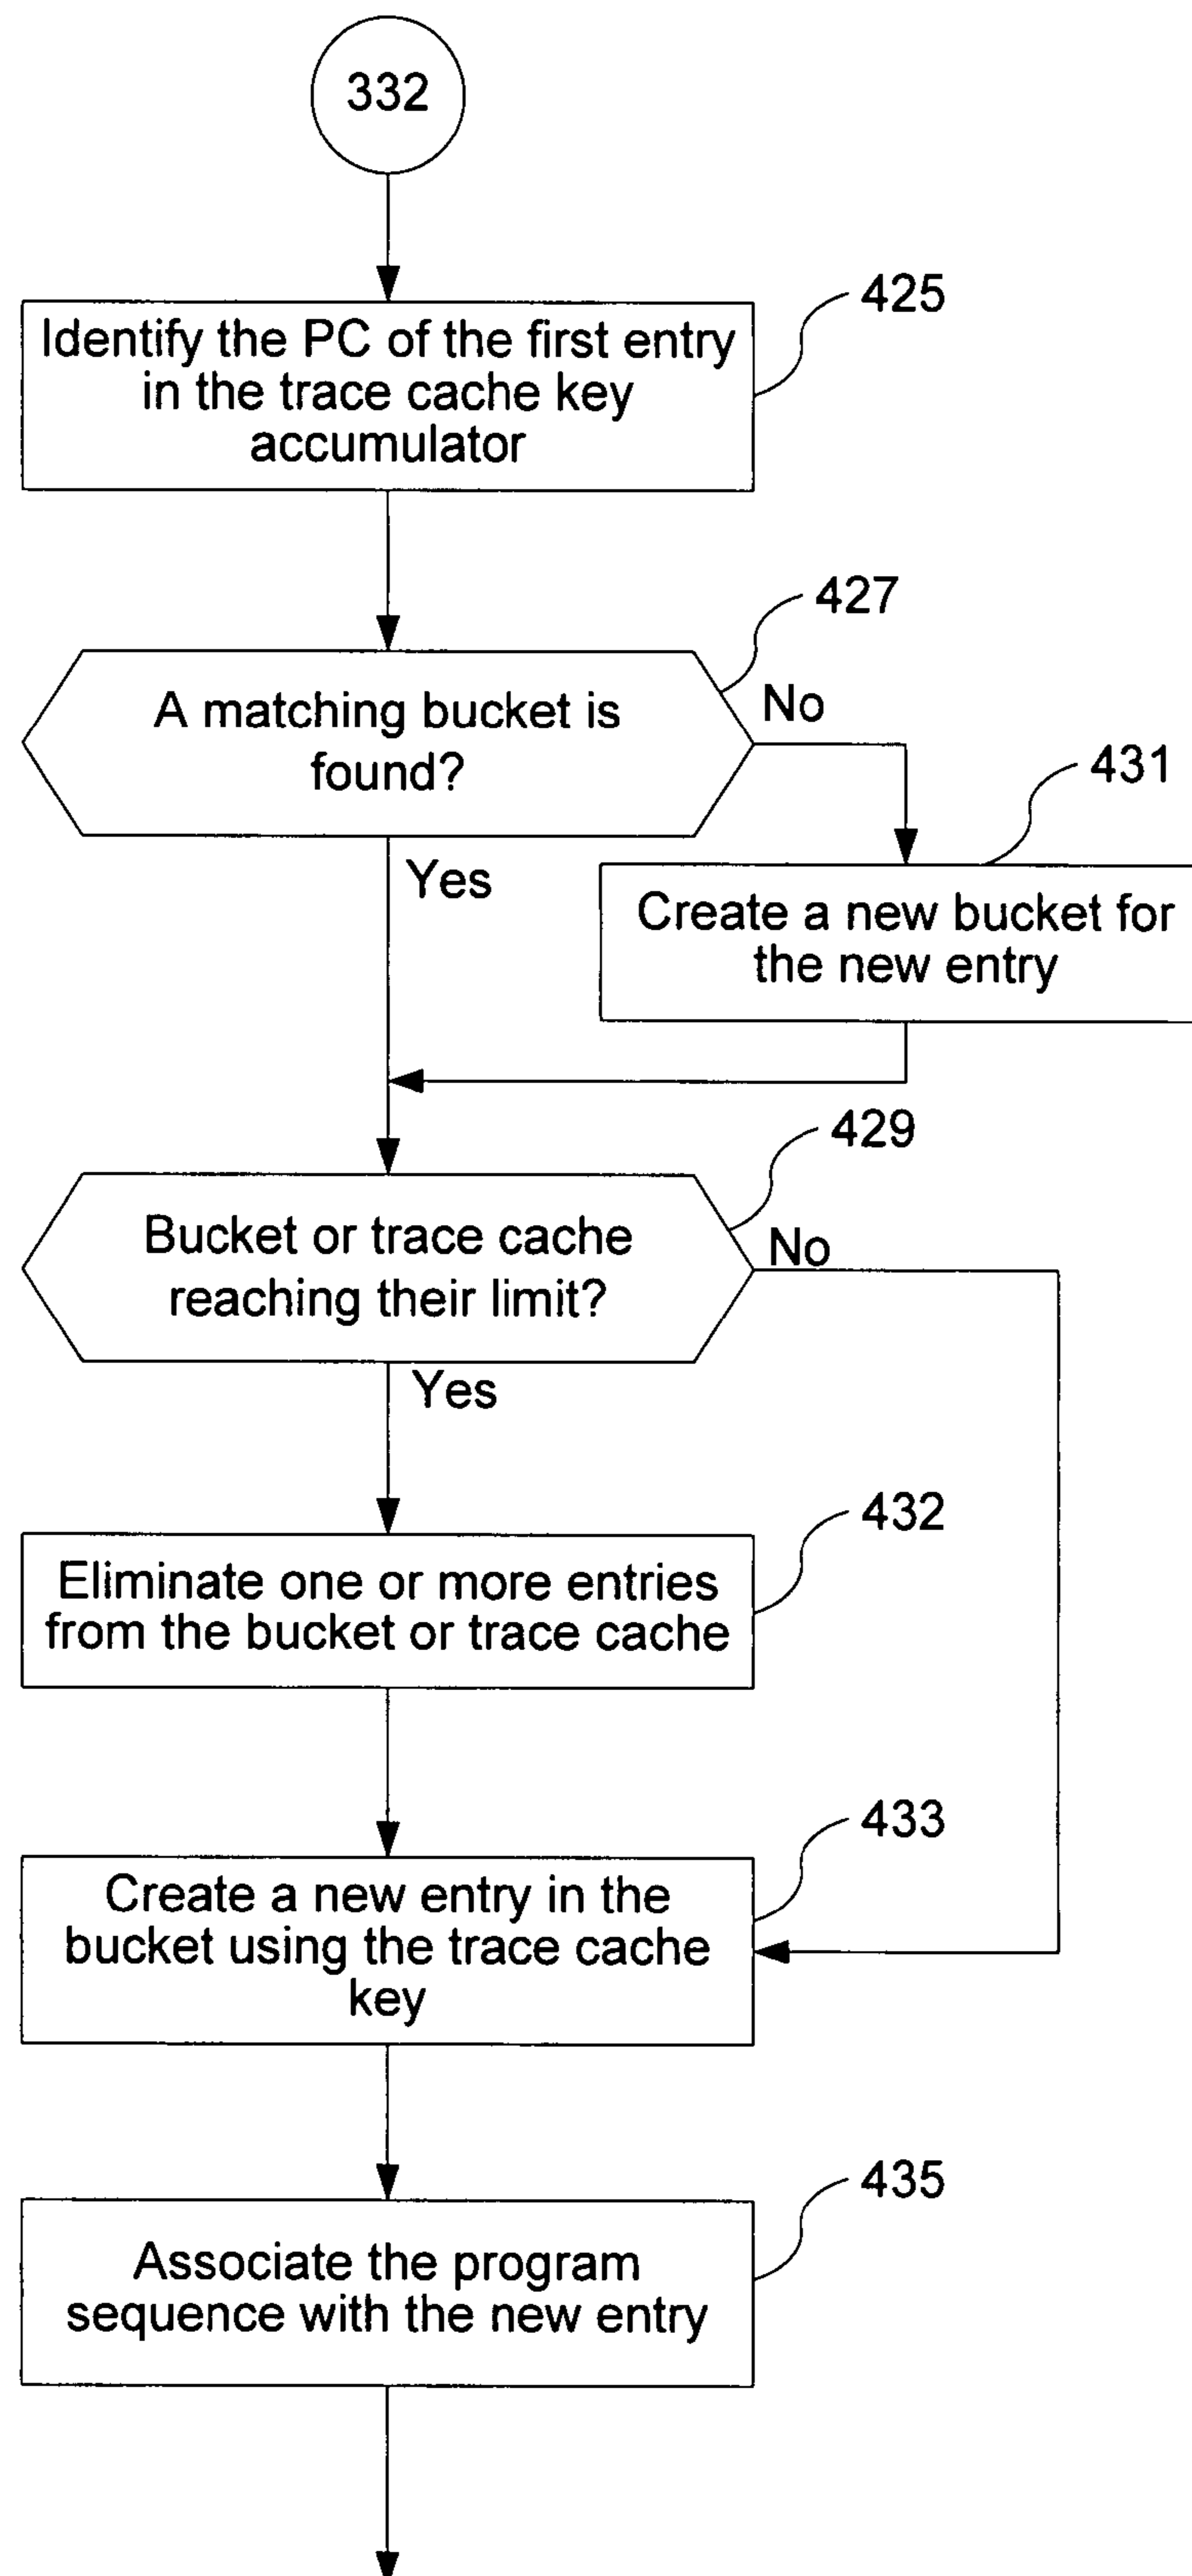 332
425
Identify the PC of the first entry
in the trace cache key
accumulator
427
A matching bucket is
found?
No
431
Yes
Create a new bucket for
the new entry
429
Bucket or trace cache
reaching their limit?
No
Yes
432
Eliminate one or more entries
from the bucket or trace cache
433
Create a new entry in the
bucket using the trace cache
key
435
Associate the program
sequence with the new entry